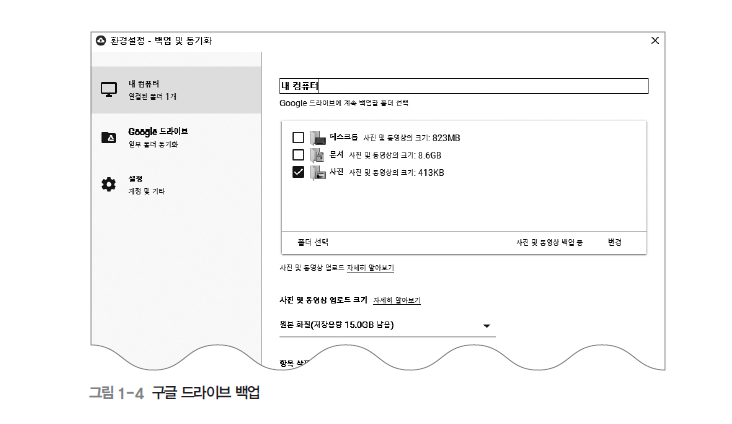 환경설정 - 백업 및 동기화
내 컴퓨터
연결된 폴더 1개
Google 드라이브
일부 폴더 동기화
설정
계정 및 기타
내 컴퓨터
Google 드라이브에 계속 백업할 폴더 선택
데스크톱 사진 및 동영상의 크기: 823MB
문서 사진 및 동영상의 크기: 8.6GB
사진 사진 및 동영상의 크기: 413KB
폴더 선택 사진 및 동영상 백업 중 변경
사진 및 동영상 업로드 자세히 알아보기
사진 및 동영상 업로드 크기 자세히 알아보기
원본 화질(저장용량 15.0GB 남음)
항목
그림 1-4 구글 드라이브 백업